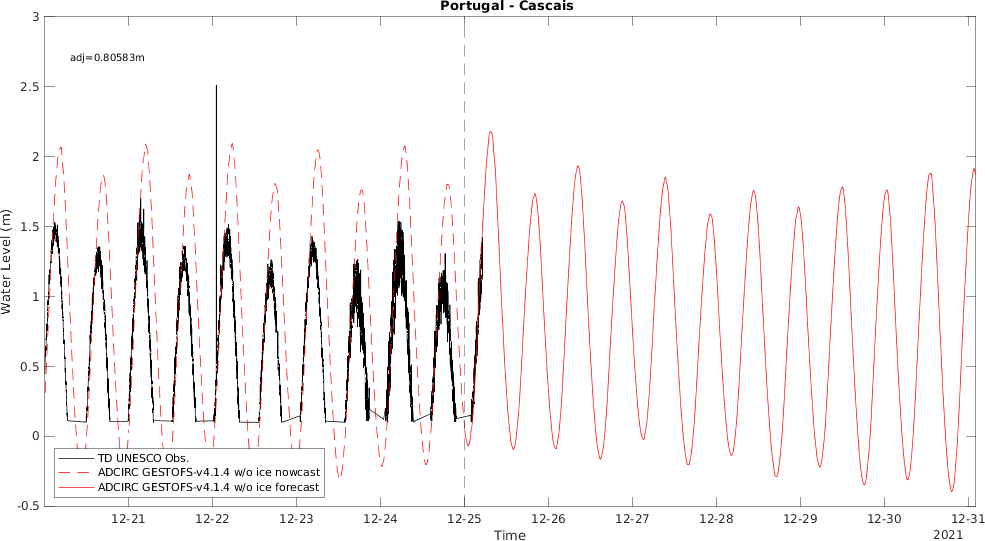 Portugal - Cascais
adj=0.80583m
Water Level (m)
3
2.5
2
1.5
1
0.5
0
-0.5
TD UNESCO Obs.
ADCIRC GESTOFS-v4.1.4 w/o ice nowcast
ADCIRC GESTOFS-v4.1.4 w/o ice forecast
12-21 12-22 12-23 12-24 12-25 12-26 12-27 12-28 12-29 12-30 12-31
Time
2021